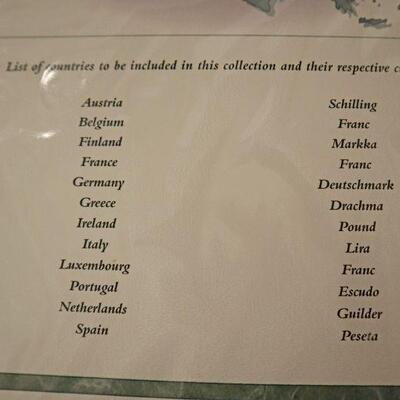 List of countries to be included in this collection and their respective
Austria Schilling
Belgium Franc
Finland Markka
France Franc
Germany Deutschmark
Greece Drachma
Ireland Pound
Italy Lira
Luxembourg Franc
Portugal Escudo
Netherlands Guilder
Spain Peseta